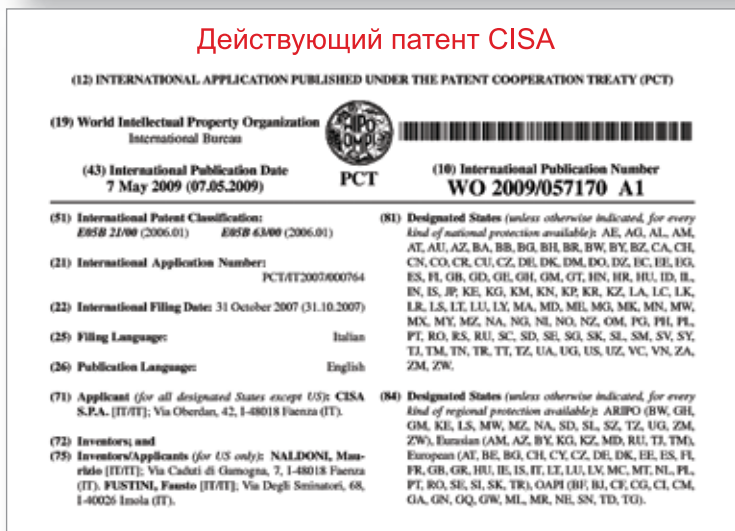 Действующий патент CISA
(12) INTERNATIONAL APPLICATION PUBLISHED UNDER THE PATENT COOPERATION TREATY (PCT)
(19) World Intellectual Property Organization
International Bureau
(43) International Publication Date
7 May 2009 (07.05.2009)
WIPO
OMPI
PCT
(10) International Publication Number
WO 2009/057170 A1
(51) International Patent Classification:
E05B 21/00 (2006.01) E05B 63/00 (2006.01)
(21) International Application Number:
PCT/IT2007/000764
(22) International Filing Date: 31 October 2007 (31.10.2007)
(25) Filing Language: Italian
(26) Publication Language: English
(71) Applicant (for all designated States except US): CISA
S.P.A. [IT/IT]; Via Oberdan, 42, I-48018 Faenza (IT).
(72) Inventors; and
(75) Inventors/Applicants (for US only): NALDONI, Mau-
rizio [IT/IT]; Via Caduti di Gamogna, 7, I-48018 Faenza
(IT). FUSTINI, Fausto [IT/IT]; Via Degli Sminatori, 68,
I-40026 Imola (IT).
(81) Designated States (unless otherwise indicated, for every
kind of national protection available): AE, AG, AL, AM,
AT, AU, AZ, BA, BB, BG, BH, BR, BW, BY, BZ, CA, CH,
CN, CO, CR, CU, CZ, DE, DK, DM, DO, DZ, EC, EE, EG,
ES, FI, GB, GD, GE, GH, GM, GT, HN, HR, HU, ID, IL,
IN, IS, JP, KE, KG, KM, KN, KP, KR, KZ, LA, LC, LK,
LR, LS, LT, LU, LY, MA, MD, ME, MG, MK, MN, MW,
MX, MY, MZ, NA, NG, NI, NO, NZ, OM, PG, PH, PL,
PT, RO, RS, RU, SC, SD, SE, SG, SK, SL, SM, SV, SY,
TJ, TM, TN, TR, TT, TZ, UA, UG, US, UZ, VC, VN, ZA,
ZM, ZW.
(84) Designated States (unless otherwise indicated, for every
kind of regional protection available): ARIPO (BW, GH,
GM, KE, LS, MW, MZ, NA, SD, SL, SZ, TZ, UG, ZM,
ZW), Eurasian (AM, AZ, BY, KG, KZ, MD, RU, TJ, TM),
European (AT, BE, BG, CH, CY, CZ, DE, DK, EE, ES, FI,
FR, GB, GR, HU, IE, IS, IT, LT, LU, LV, MC, MT, NL, PL,
PT, RO, SE, SI, SK, TR), OAPI (BF, BJ, CF, CG, CI, CM,
GA, GN, GQ, GW, ML, MR, NE, SN, TD, TG).